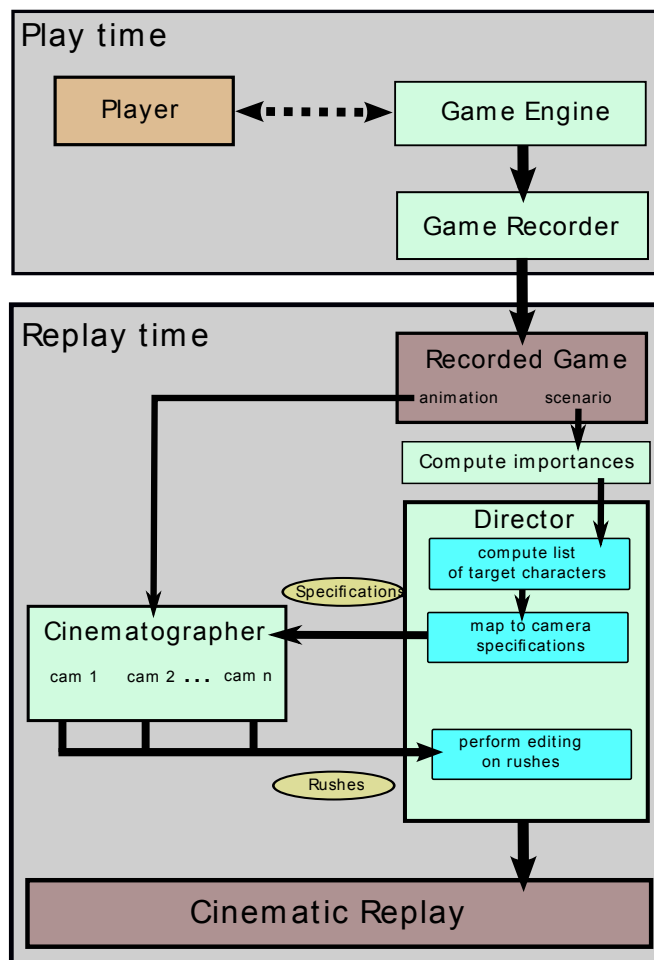 Play time
Player
Game Engine
Game Recorder
Replay time
Recorded Game
animation
scenario
Compute importances
Director
compute list
of target characters
Specifications
map to camera
specifications
Cinematographer
cam 1
cam 2 ...
cam n
perform editing
on rushes
Rushes
Cinematic Replay